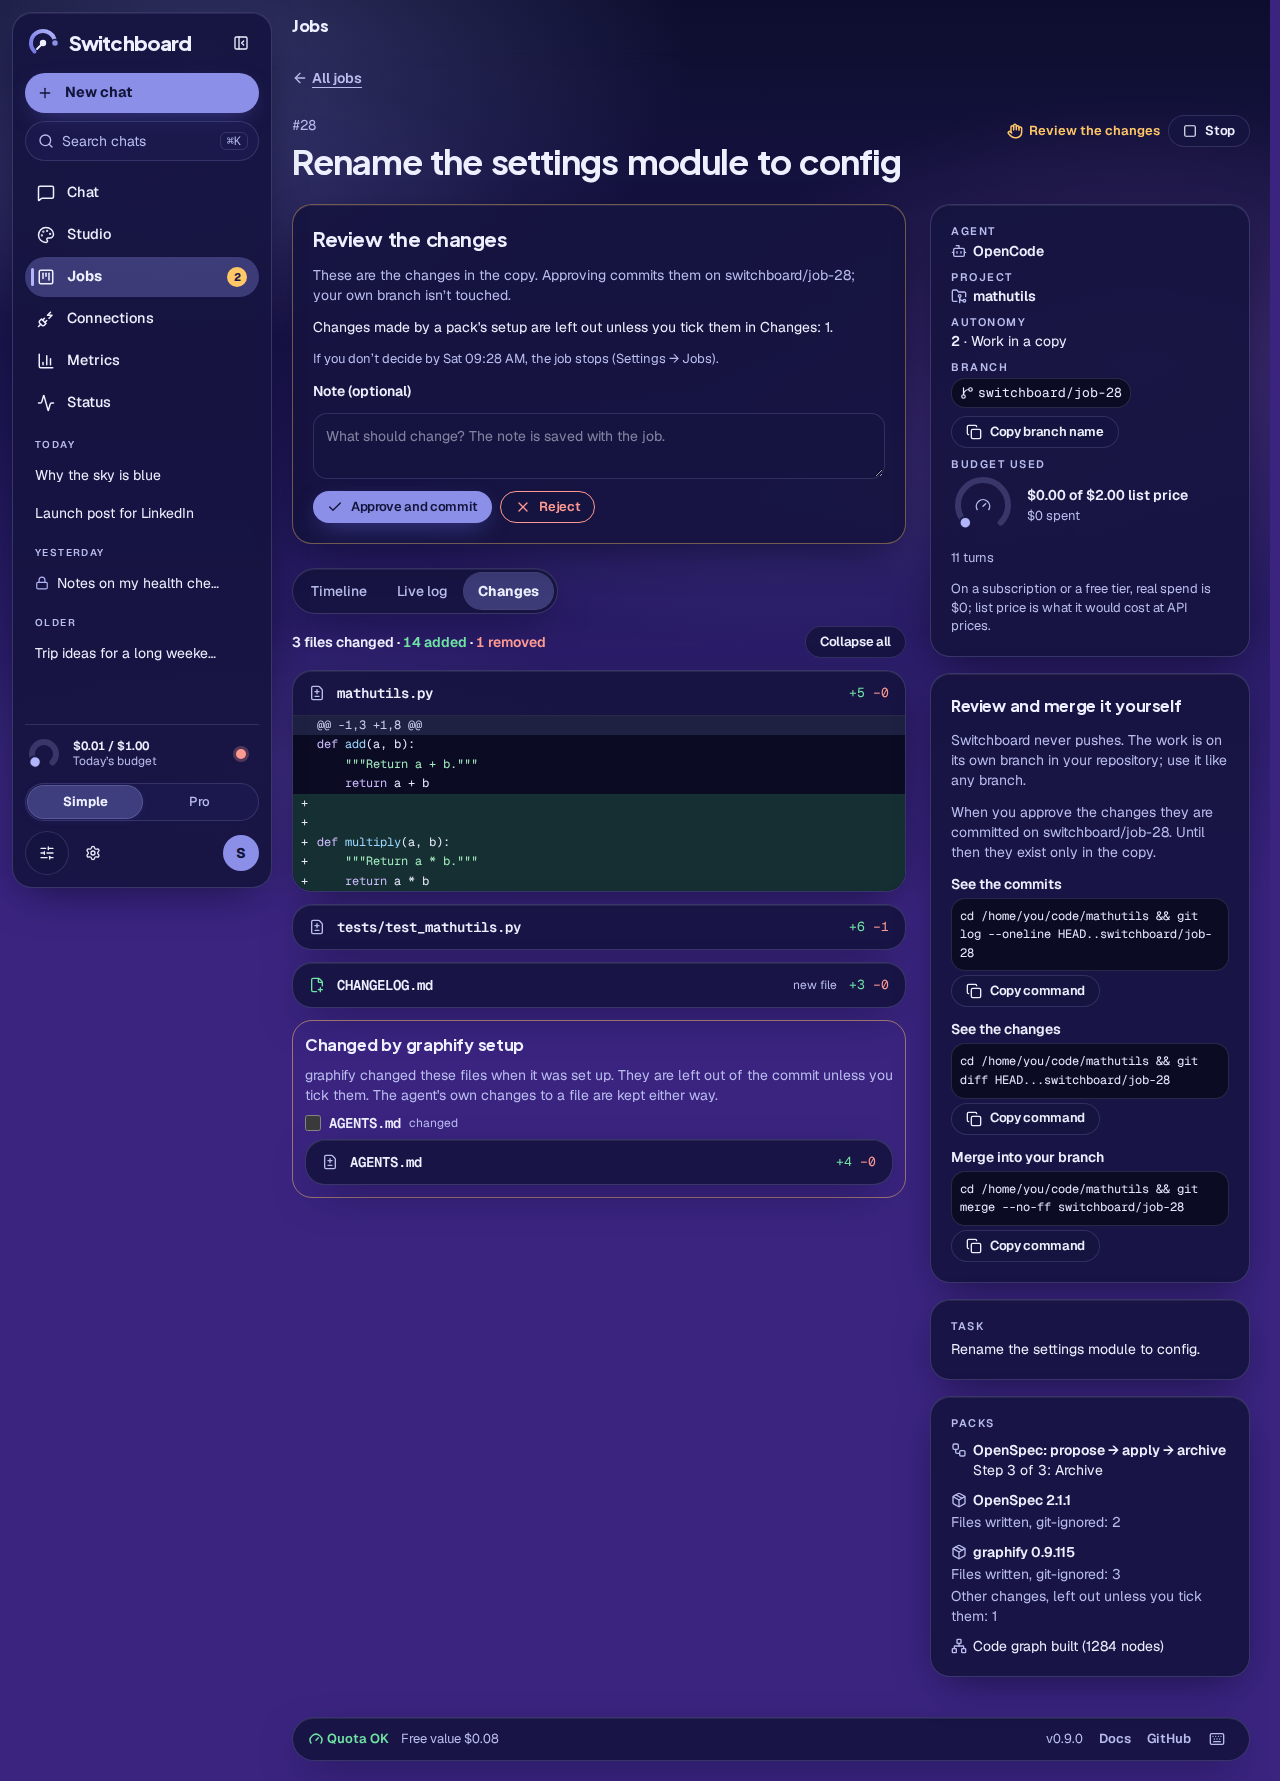 Switchboard
New chat
Search chats
⌘K
Chat
Studio
Jobs
2
Connections
Metrics
Status
TODAY
Why the sky is blue
Launch post for LinkedIn
YESTERDAY
Notes on my health che…
OLDER
Trip ideas for a long weeke…
$0.01 / $1.00
Today's budget
Simple
Pro
S
Jobs
All jobs
#28
Rename the settings module to config
Review the changes
Stop
Review the changes
These are the changes in the copy. Approving commits them on switchboard/job-28;
your own branch isn't touched.
Changes made by a pack's setup are left out unless you tick them in Changes: 1.
If you don't decide by Sat 09:28 AM, the job stops (Settings → Jobs).
Note (optional)
What should change? The note is saved with the job.
Approve and commit
Reject
Timeline
Live log
Changes
3 files changed · 14 added · 1 removed
Collapse all
mathutils.py
+5 −0
@@ -1,3 +1,8 @@
def add(a, b):
"""Return a + b."""
return a + b
+
+
+ def multiply(a, b):
+ """Return a * b."""
+ return a * b
tests/test_mathutils.py
+6 −1
CHANGELOG.md
new file +3 −0
Changed by graphify setup
graphify changed these files when it was set up. They are left out of the commit unless you
tick them. The agent's own changes to a file are kept either way.
AGENTS.md changed
AGENTS.md
+4 −0
AGENT
OpenCode
PROJECT
mathutils
AUTONOMY
2 · Work in a copy
BRANCH
switchboard/job-28
Copy branch name
BUDGET USED
$0.00 of $2.00 list price
$0 spent
11 turns
On a subscription or a free tier, real spend is
$0; list price is what it would cost at API
prices.
Review and merge it yourself
Switchboard never pushes. The work is on
its own branch in your repository; use it like
any branch.
When you approve the changes they are
committed on switchboard/job-28. Until
then they exist only in the copy.
See the commits
cd /home/you/code/mathutils && git
log --oneline HEAD..switchboard/job-
28
Copy command
See the changes
cd /home/you/code/mathutils && git
diff HEAD...switchboard/job-28
Copy command
Merge into your branch
cd /home/you/code/mathutils && git
merge --no-ff switchboard/job-28
Copy command
TASK
Rename the settings module to config.
PACKS
OpenSpec: propose → apply → archive
Step 3 of 3: Archive
OpenSpec 2.1.1
Files written, git-ignored: 2
graphify 0.9.115
Files written, git-ignored: 3
Other changes, left out unless you tick
them: 1
Code graph built (1284 nodes)
Quota OK
Free value $0.08
v0.9.0
Docs
GitHub